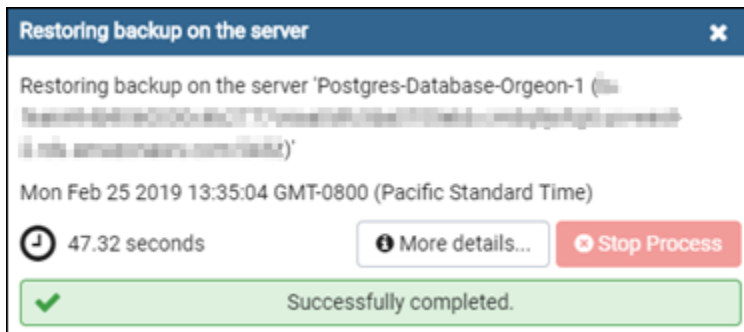 Restoring backup on the server
Restoring backup on the server 'Postgres-Database-Orgeon-1 (
)'
Mon Feb 25 2019 13:35:04 GMT-0800 (Pacific Standard Time)
47.32 seconds
More details...
Stop Process
Successfully completed.